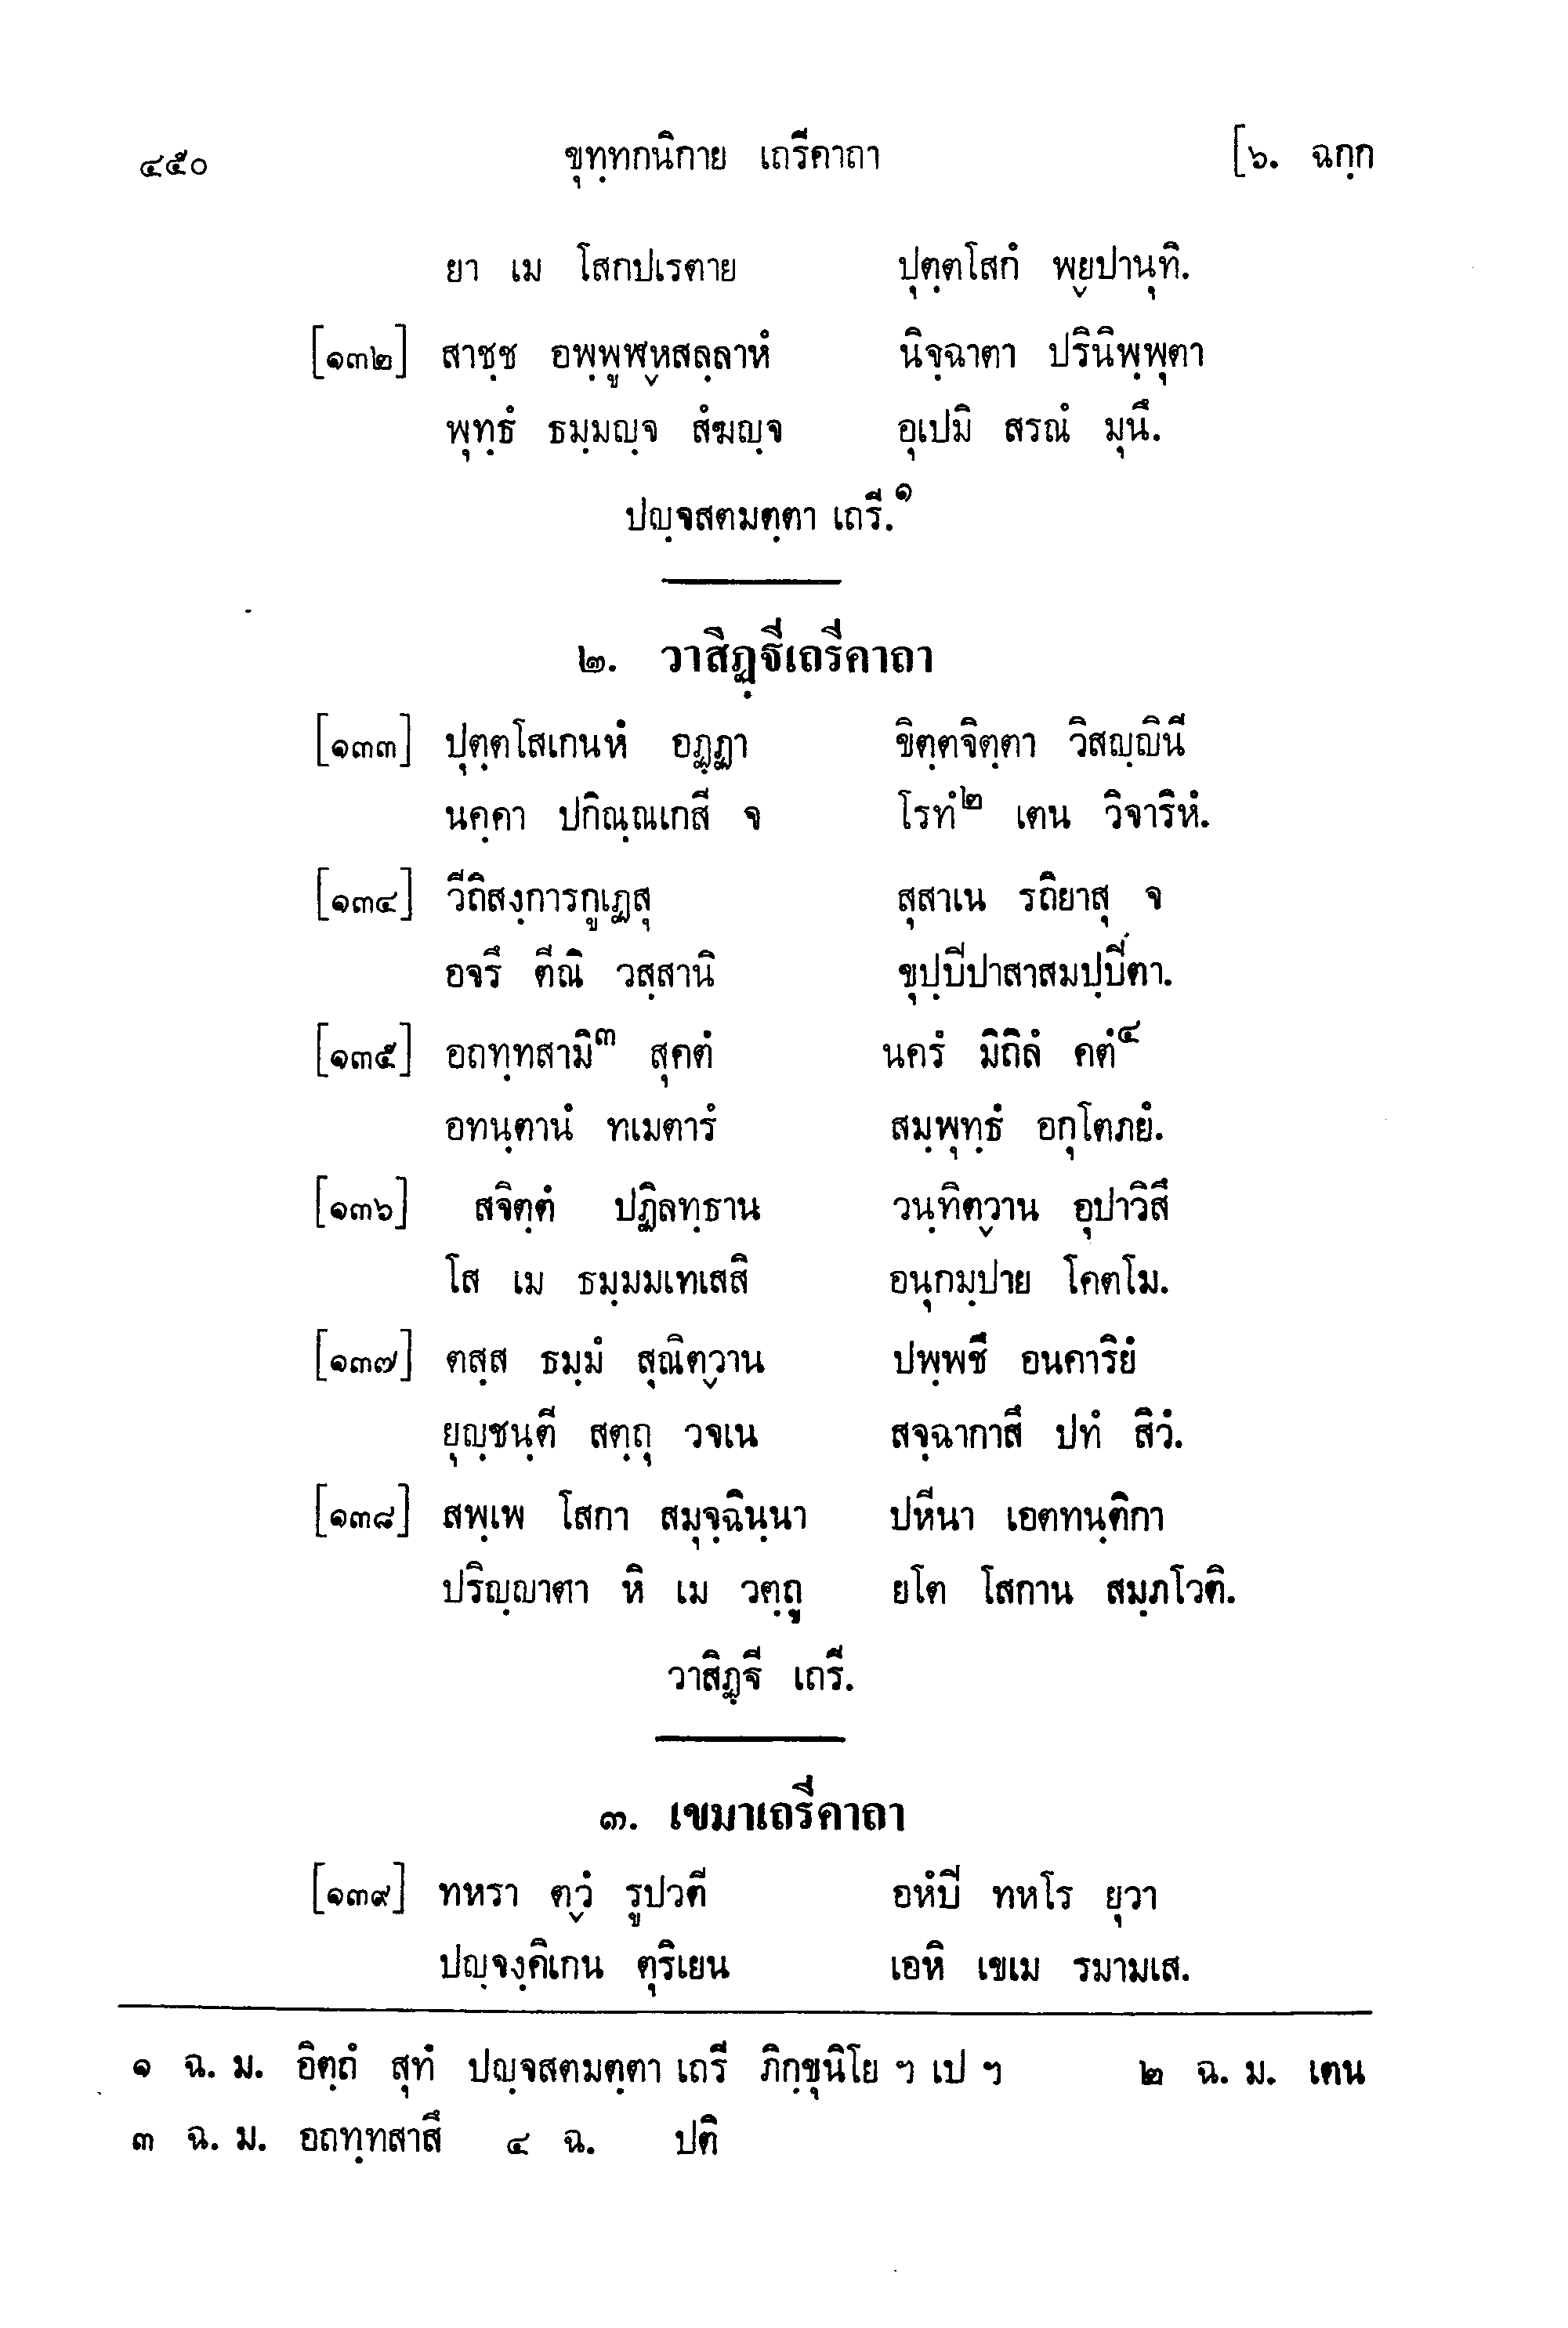 ๔๕๐ ขุทฺทกนิกาย เถรีคาถา [๖. ฉกฺก
ยา เม โสกปเรตาย ปุตฺตโสกํ พฺยปานุทิ.
[๑๓๒] สาชฺช อพฺพูฬฺหสลฺลาหํ นิจฺฉาตา ปรินิพฺพุตา
พุทฺธํ ธมฺมญฺจ สํฆญฺจ อุเปมิ สรณํ มุนึ.
ปญฺจสตมตฺตา เถรี.๑
๒. วาสิฏฺฐีเถรีคาถา
[๑๓๓] ปุตฺตโสเกนหํ อฏฺฏา ขิตฺตจิตฺตา วิสญฺญินี
นคฺคา ปกิณฺณเกสี จ โรทํ๒ เตน วิจาริหํ.
[๑๓๔] วีถิสงฺการกูเฏสุ สุสาเน รถิยาสุ จ
อจรึ ตีณิ วสฺสานิ ขุปฺปิปาสาสมปฺปิตา.
[๑๓๕] อถทฺทสามิ๓ สุคตํ นครํ มิถิลํ คตํ๔
อทนฺตานํ ทเมตารํ สมฺพุทฺธํ อกุโตภยํ.
[๑๓๖] สจิตฺตํ ปฏิลทฺธาน วนฺทิตฺวาน อุปาวิสึ
โส เม ธมฺมมเทเสสิ อนุกมฺปาย โคตโม.
[๑๓๗] ตสฺส ธมฺมํ สุณิตฺวาน ปพฺพชึ อนคาริยํ
ยุญฺชนฺตี สตฺถุ วจเน สจฺฉากาสึ ปทํ สิวํ.
[๑๓๘] สพฺเพ โสกา สมุจฺฉินฺนา ปหีนา เอตทนฺติกา
ปริญฺญาตา หิ เม วตฺถู ยโต โสกาน สมฺภโวติ.
วาสิฏฺฐี เถรี.
๓. เขมาเถรีคาถา
[๑๓๙] ทหรา ตฺวํ รูปวตี อหํปิ ทหโร ยุวา
ปญฺจงฺคิเกน ตุริเยน เอหิ เขเม รมามเส.
๑ ฉ. ม. อิตฺถํ สุทํ ปญฺจสตมตฺตา เถรี ภิกฺขุนิโย ฯ เป ฯ ๒ ฉ. ม. เตน
๓ ฉ. ม. อถทฺทสาสึ ๔ ฉ. ปติ